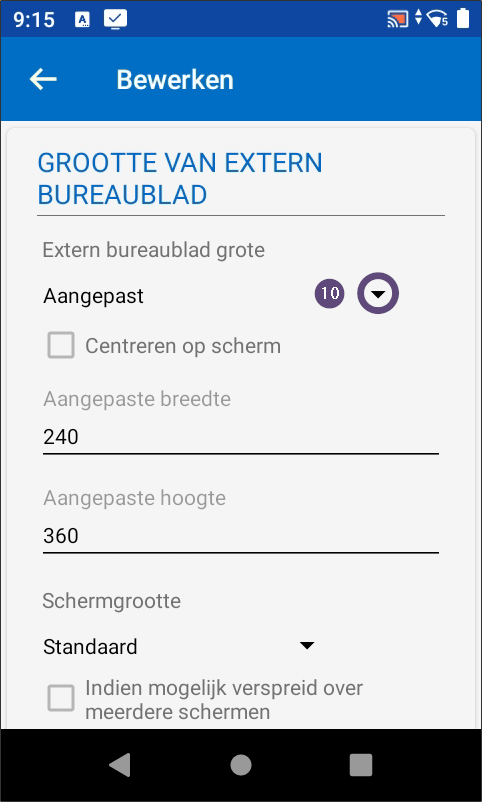 9:15
A
5
Bewerken
GROOTTE VAN EXTERN
BUREAUBLAD
Extern bureaublad grote
Aangepast
10
Centreren op scherm
Aangepaste breedte
240
Aangepaste hoogte
360
Schermgrootte
Standaard
Indien mogelijk verspreid over
meerdere schermen